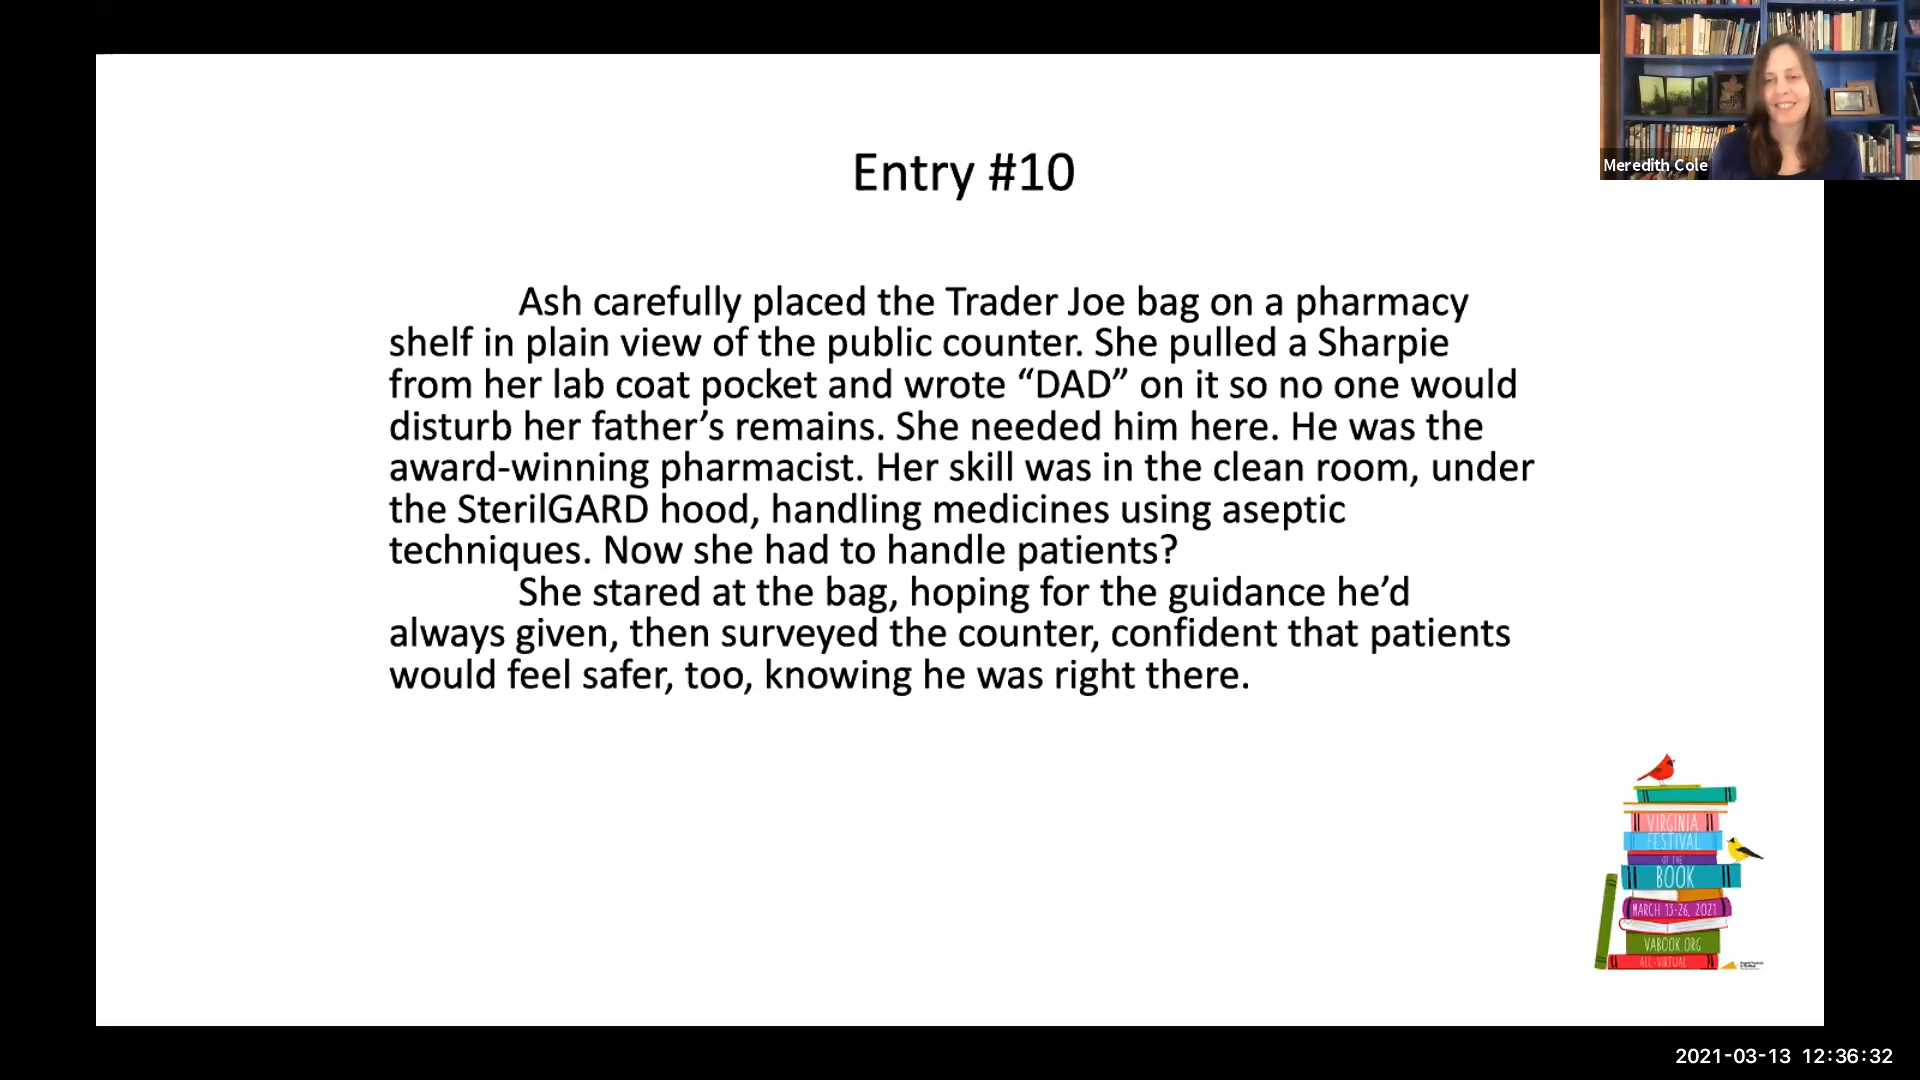 Meredith Cole
Entry #10
Ash carefully placed the Trader Joe bag on a pharmacy
shelf in plain view of the public counter. She pulled a Sharpie
from her lab coat pocket and wrote “DAD” on it so no one would
disturb her father’s remains. She needed him here. He was the
award-winning pharmacist. Her skill was in the clean room, under
the SterilGARD hood, handling medicines using aseptic
techniques. Now she had to handle patients?
She stared at the bag, hoping for the guidance he’d
always given, then surveyed the counter, confident that patients
would feel safer, too, knowing he was right there.
VIRGINIA
FESTIVAL
OF THE
BOOK
MARCH 13-26, 2021
VABOOK.ORG
ALL-VIRTUAL
2021-03-13 12:36:32